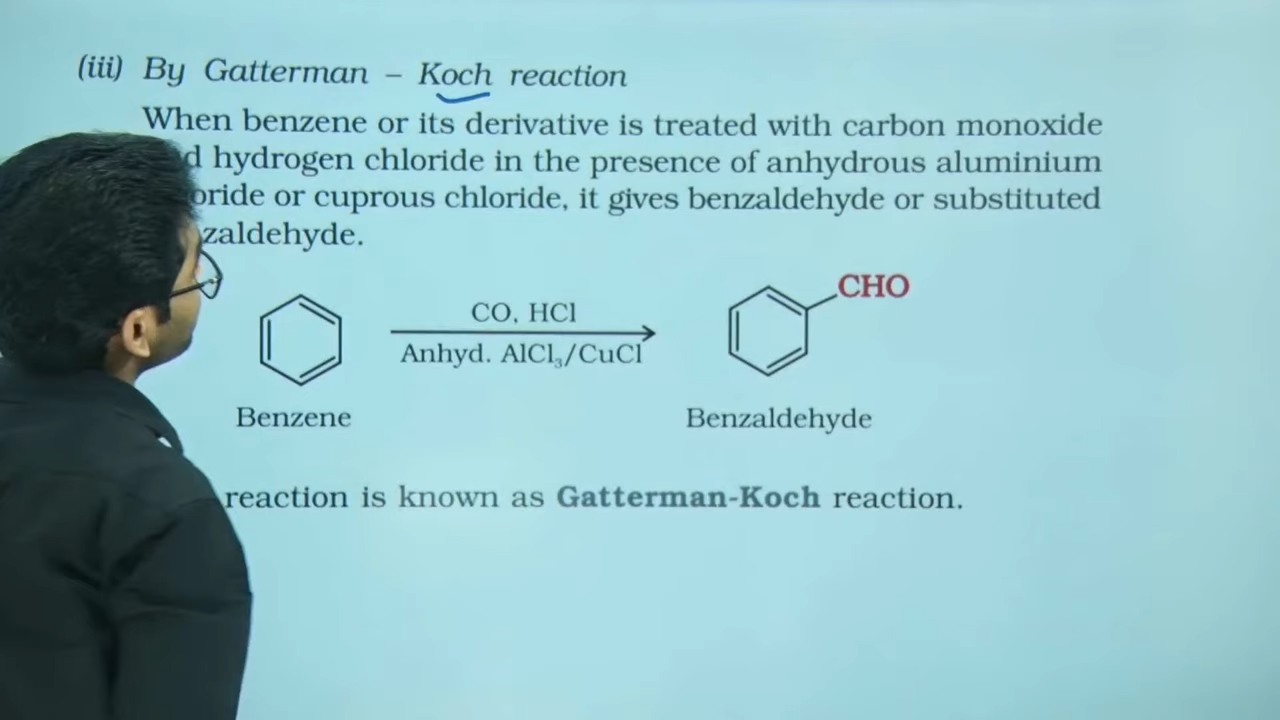 (iii) By Gatterman – Koch reaction
When benzene or its derivative is treated with carbon monoxide
hydrogen chloride in the presence of anhydrous aluminium
or cuprous chloride, it gives benzaldehyde or substituted
CHO
CO, HCl
Anhyd. AlCl₃/CuCl
Benzene
Benzaldehyde
reaction is known as Gatterman-Koch reaction.